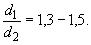 d₁/d₂ = 1,3 – 1,5.